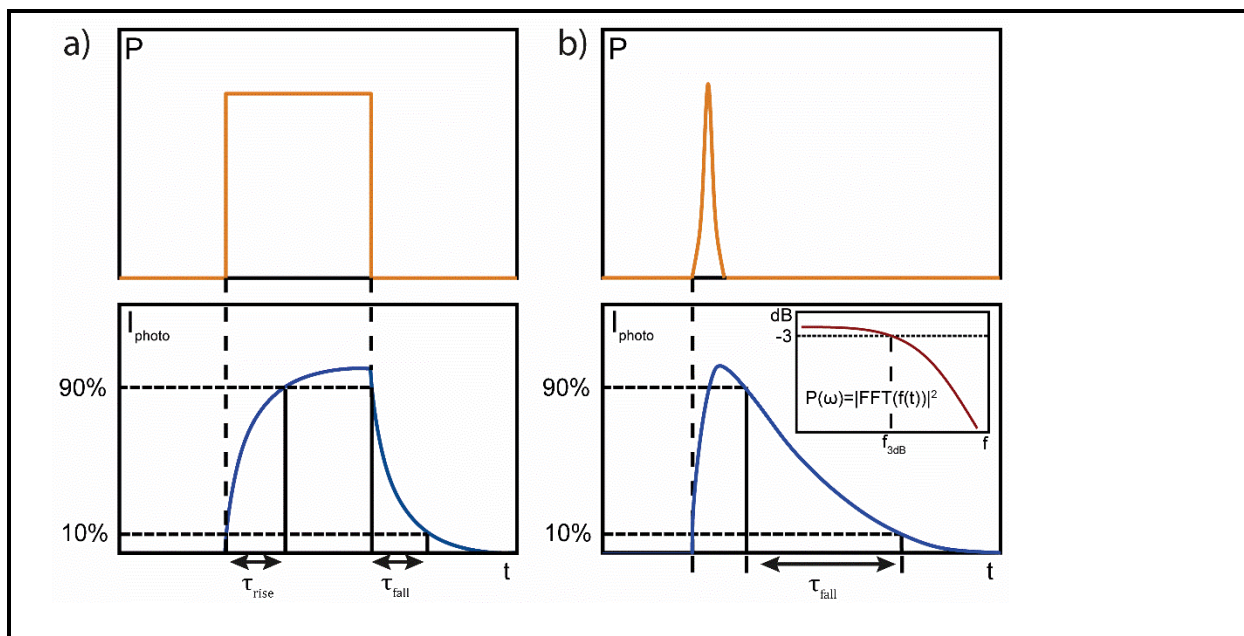 a)
P
b)
P
I photo
90%
10%
τ rise
τ fall
t
I photo
90%
10%
τ fall
t
dB
-3
P(ω)=|FFT(f(t))|²
f 3dB
f